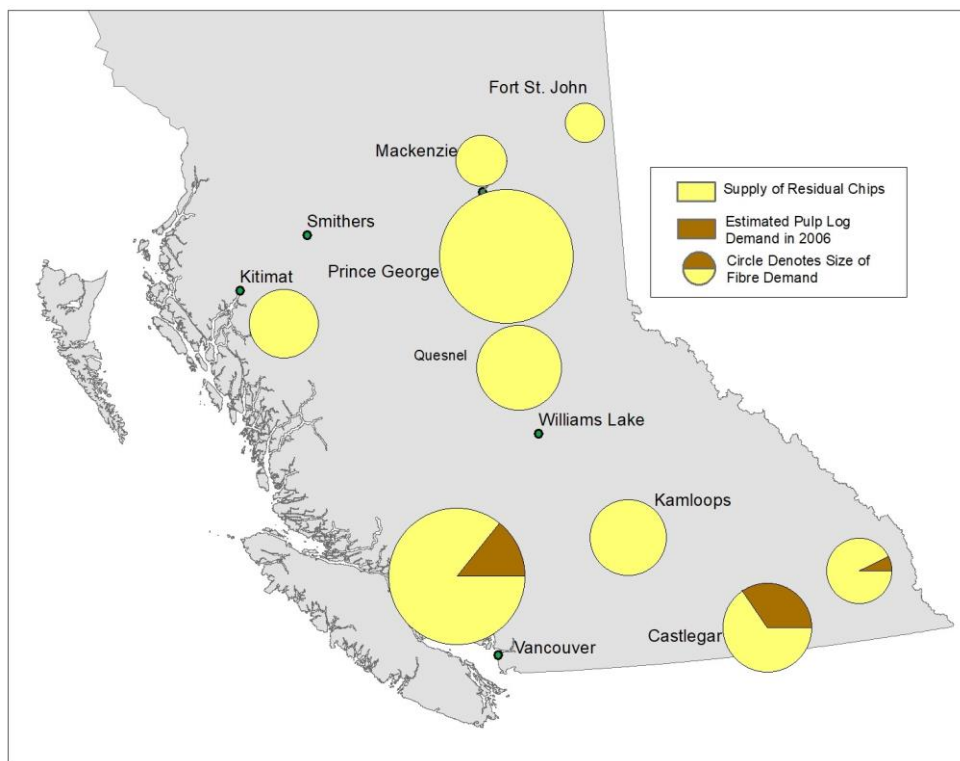 Fort St. John
Mackenzie
Smithers
Prince George
Kitimat
Quesnel
Williams Lake
Kamloops
Castlegar
Vancouver
Supply of Residual Chips
Estimated Pulp Log
Demand in 2006
Circle Denotes Size of
Fibre Demand